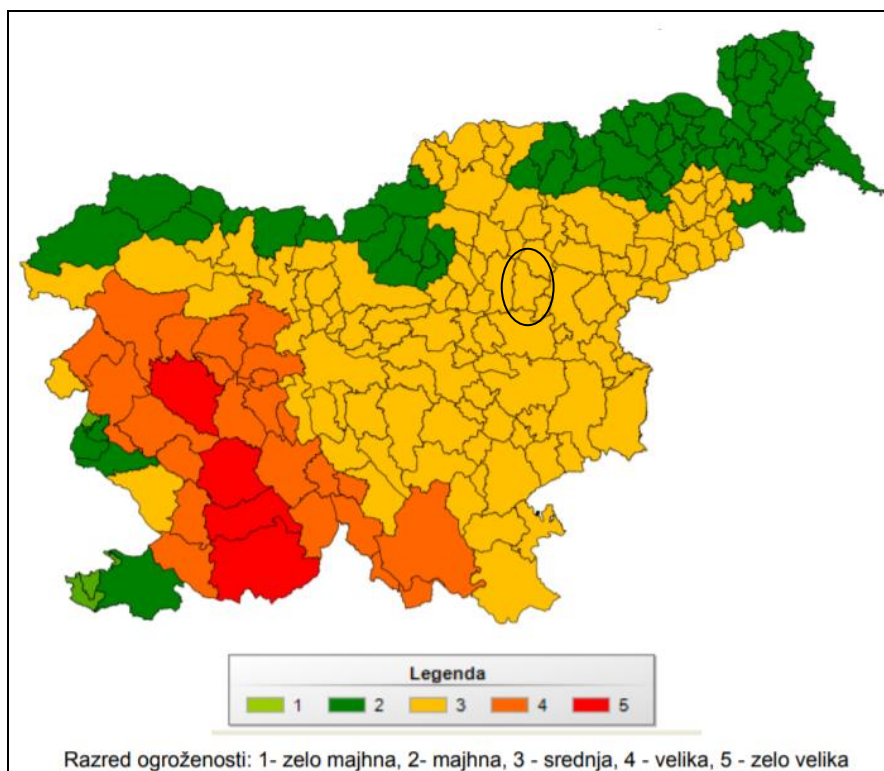 Legenda
1 2 3 4 5
Razred ogroženosti: 1- zelo majhna, 2- majhna, 3 - srednja, 4 - velika, 5 - zelo velika